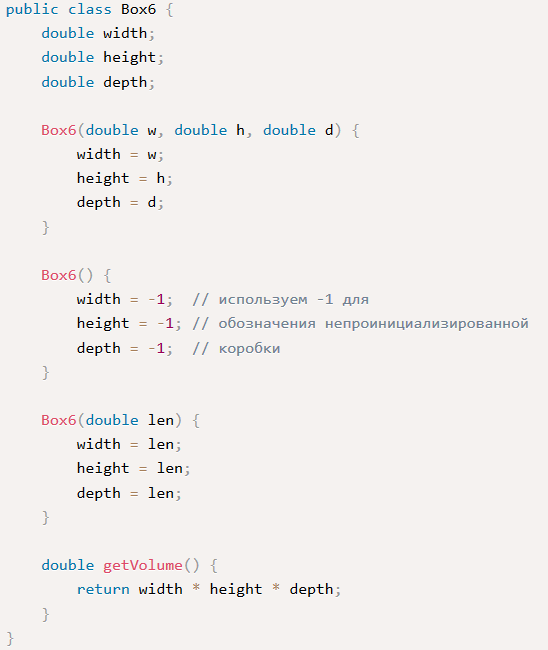 public class Box6 {
    double width;
    double height;
    double depth;

    Box6(double w, double h, double d) {
        width = w;
        height = h;
        depth = d;
    }

    Box6() {
        width = -1;  // используем -1 для
        height = -1; // обозначения непроинициализированной
        depth = -1;  // коробки
    }

    Box6(double len) {
        width = len;
        height = len;
        depth = len;
    }

    double getVolume() {
        return width * height * depth;
    }
}